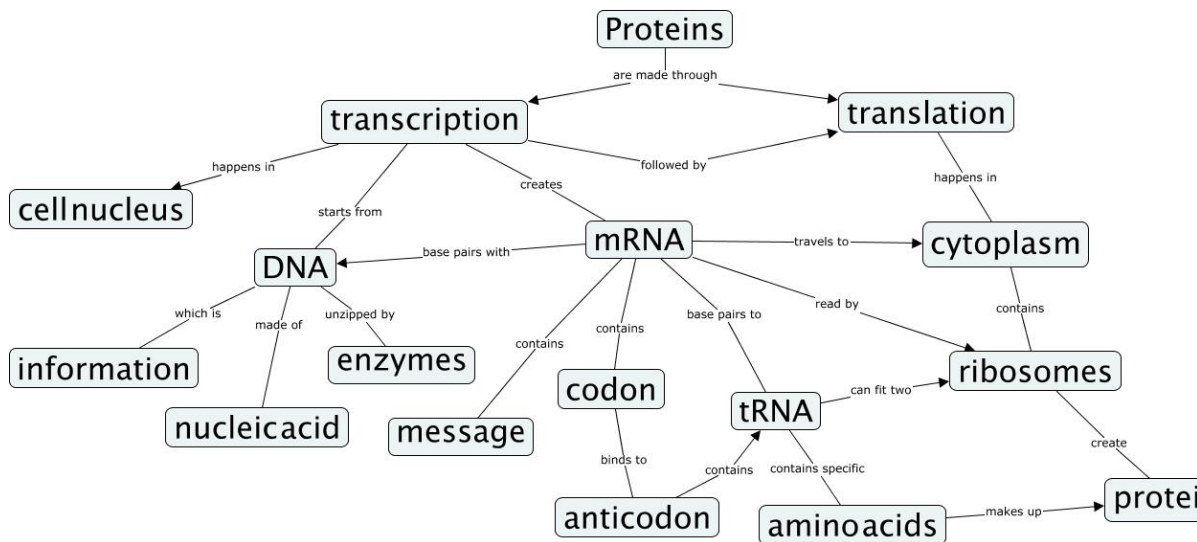 Proteins
are made through
transcription
translation
happens in
followed by
creates
happens in
cellnucleus
starts from
mRNA
travels to
cytoplasm
base pairs with
DNA
which is
made of
unzipped by
contains
contains
base pairs to
read by
contains
information
enzymes
ribosomes
codon
can fit two
tRNA
nucleicacid
message
create
binds to
contains
contains specific
protei
anticodon
aminoacids
makes up